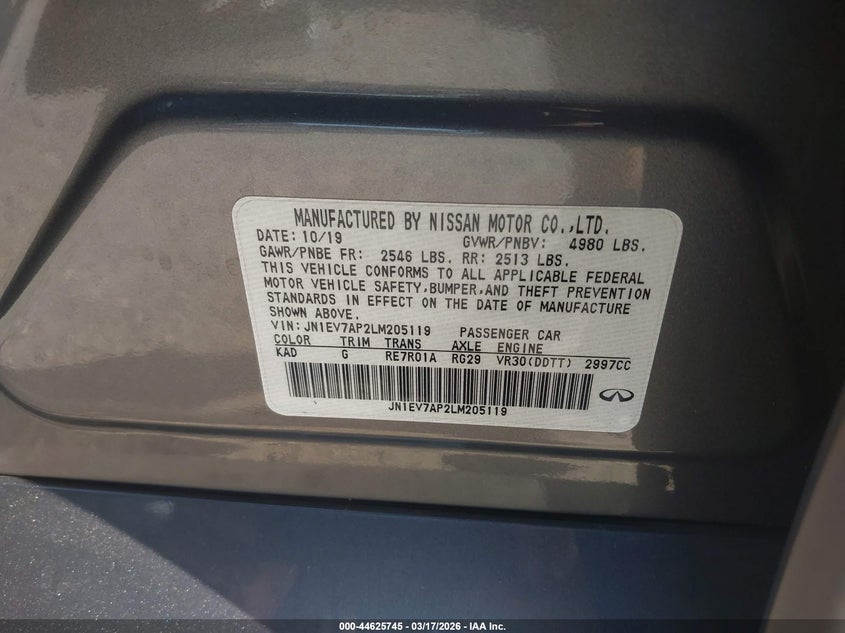 MANUFACTURED BY NISSAN MOTOR CO.,LTD.
DATE: 10/19 GVWR/PNBV: 4980 LBS.
GAWR/PNBE FR: 2546 LBS. RR: 2513 LBS.
THIS VEHICLE CONFORMS TO ALL APPLICABLE FEDERAL
MOTOR VEHICLE SAFETY,BUMPER,AND THEFT PREVENTION
STANDARDS IN EFFECT ON THE DATE OF MANUFACTURE
SHOWN ABOVE.
VIN: JN1EV7AP2LM205119 PASSENGER CAR
COLOR TRIM TRANS AXLE ENGINE
KAD G RE7R01A RG29 VR30(DDTT) 2997CC
JN1EV7AP2LM205119
000-44625745 - 03/17/2026 - IAA Inc.